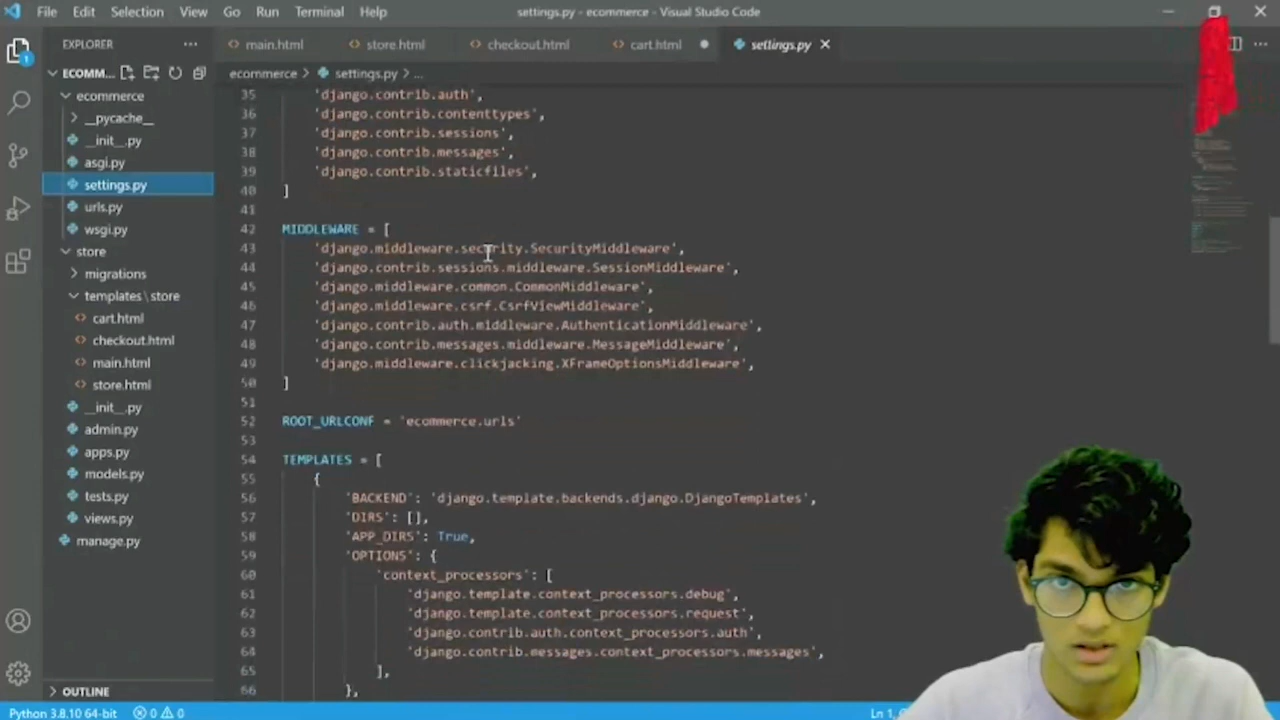 File Edit Selection View Go Run Terminal Help
settings.py - ecommerce - Visual Studio Code
EXPLORER
main.html
store.html
checkout.html
cart.html
settings.py
1
ECOMM...
ecommerce > settings.py > ...
ecommerce
__pycache__
__init__.py
asgi.py
settings.py
urls.py
wsgi.py
store
migrations
templates\store
cart.html
checkout.html
main.html
store.html
__init__.py
admin.py
apps.py
models.py
tests.py
views.py
manage.py
OUTLINE
35 'django.contrib.auth',
36 'django.contrib.contenttypes',
37 'django.contrib.sessions',
38 'django.contrib.messages',
39 'django.contrib.staticfiles',
40 ]
41
42 MIDDLEWARE = [
43 'django.middleware.security.SecurityMiddleware',
44 'django.contrib.sessions.middleware.SessionMiddleware',
45 'django.middleware.common.CommonMiddleware',
46 'django.middleware.csrf.CsrfViewMiddleware',
47 'django.contrib.auth.middleware.AuthenticationMiddleware',
48 'django.contrib.messages.middleware.MessageMiddleware',
49 'django.middleware.clickjacking.XFrameOptionsMiddleware',
50 ]
51
52 ROOT_URLCONF = 'ecommerce.urls'
53
54 TEMPLATES = [
55 {
56 'BACKEND': 'django.template.backends.django.DjangoTemplates',
57 'DIRS': [],
58 'APP_DIRS': True,
59 'OPTIONS': {
60 'context_processors': [
61 'django.template.context_processors.debug',
62 'django.template.context_processors.request',
63 'django.contrib.auth.context_processors.auth',
64 'django.contrib.messages.context_processors.messages',
65 ],
66 },
Python 3.8.10 64-bit 0 0
Ln 1,